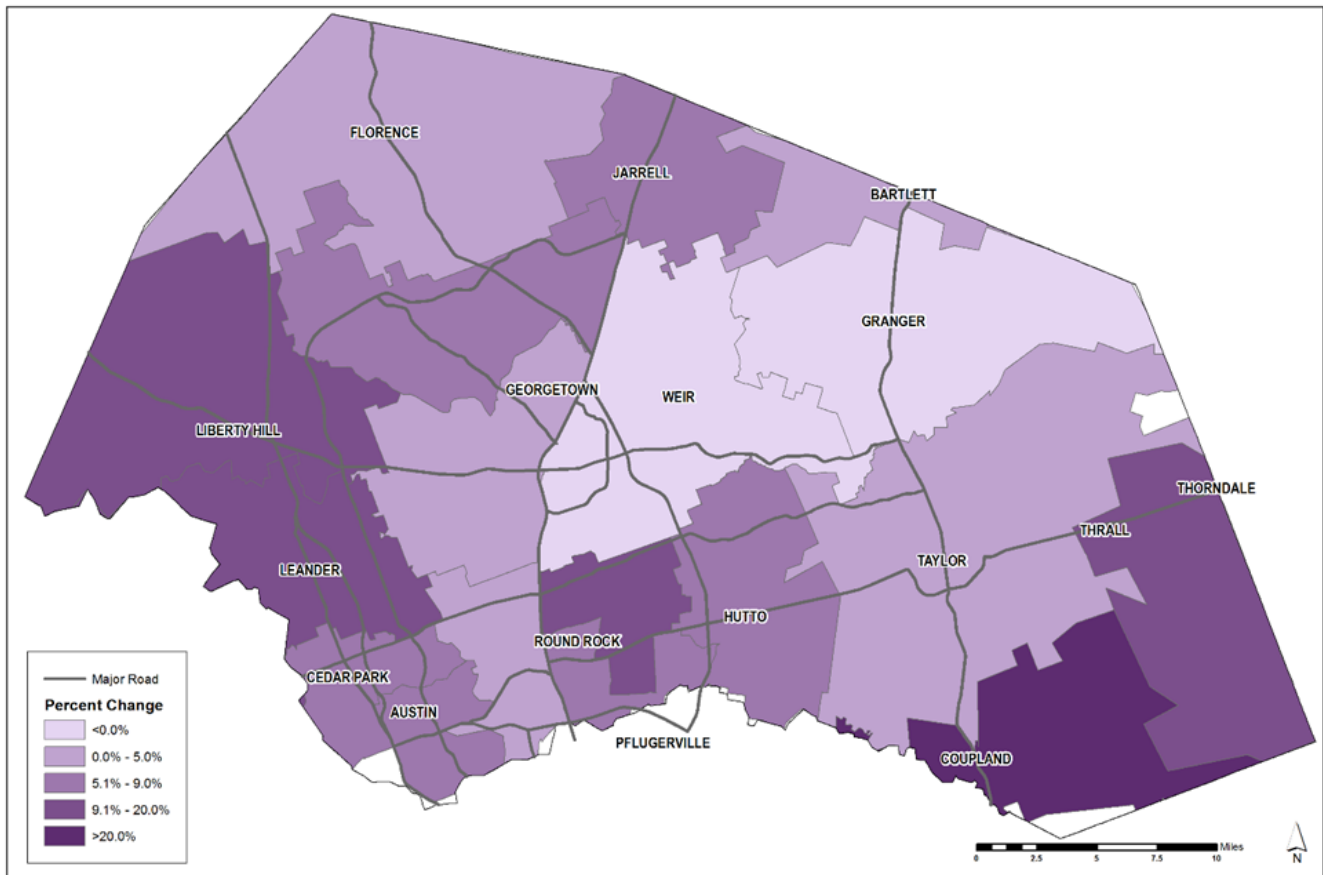 FLORENCE
JARRELL
BARTLETT
GRANGER
GEORGETOWN
WEIR
LIBERTY HILL
THORNDALE
THRALL
TAYLOR
LEANDER
HUTTO
ROUND ROCK
CEDAR PARK
AUSTIN
PFLUGERVILLE
COUPLAND
Major Road
Percent Change
<0.0%
0.0% - 5.0%
5.1% - 9.0%
9.1% - 20.0%
>20.0%
Miles
0 2.5 5 7.5 10
N